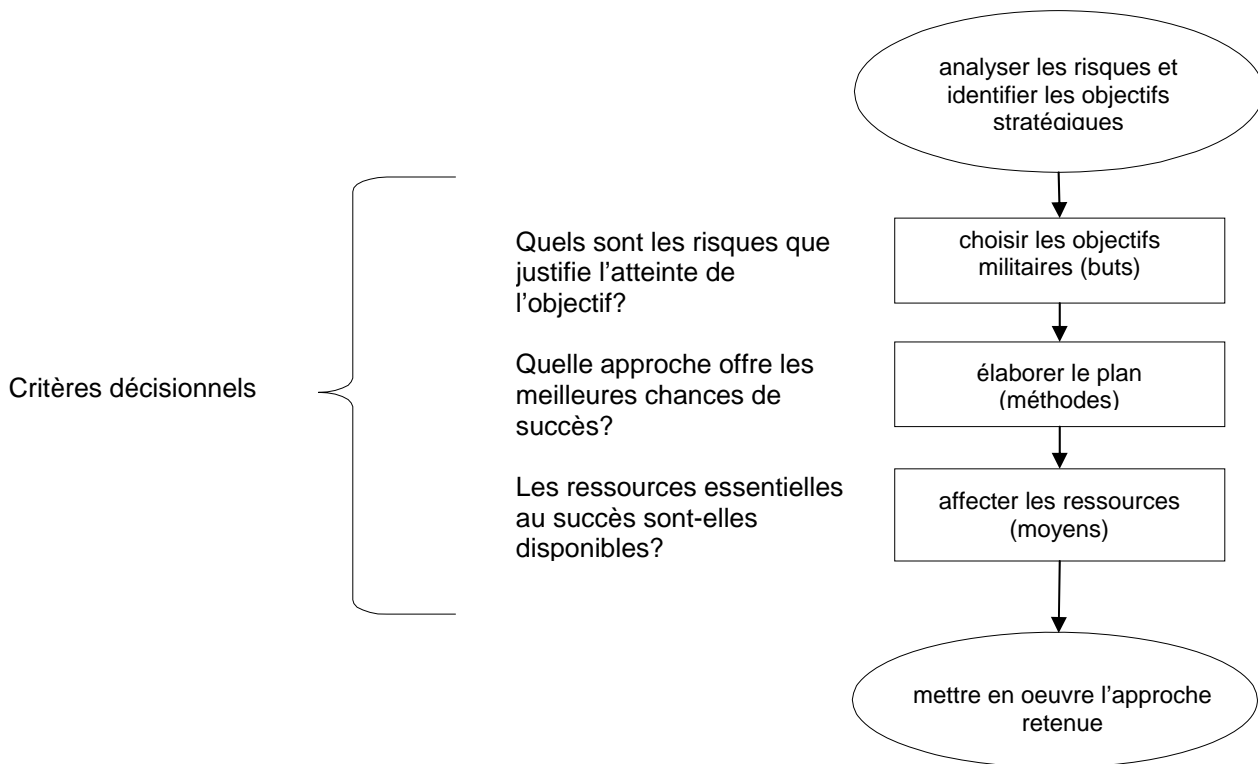 analyser les risques et
identifier les objectifs
stratégiques
Critères décisionnels
Quels sont les risques que
justifie l’atteinte de
l’objectif?
choisir les objectifs
militaires (buts)
Quelle approche offre les
meilleures chances de
succès?
élaborer le plan
(méthodes)
Les ressources essentielles
au succès sont-elles
disponibles?
affecter les ressources
(moyens)
mettre en oeuvre l’approche
retenue